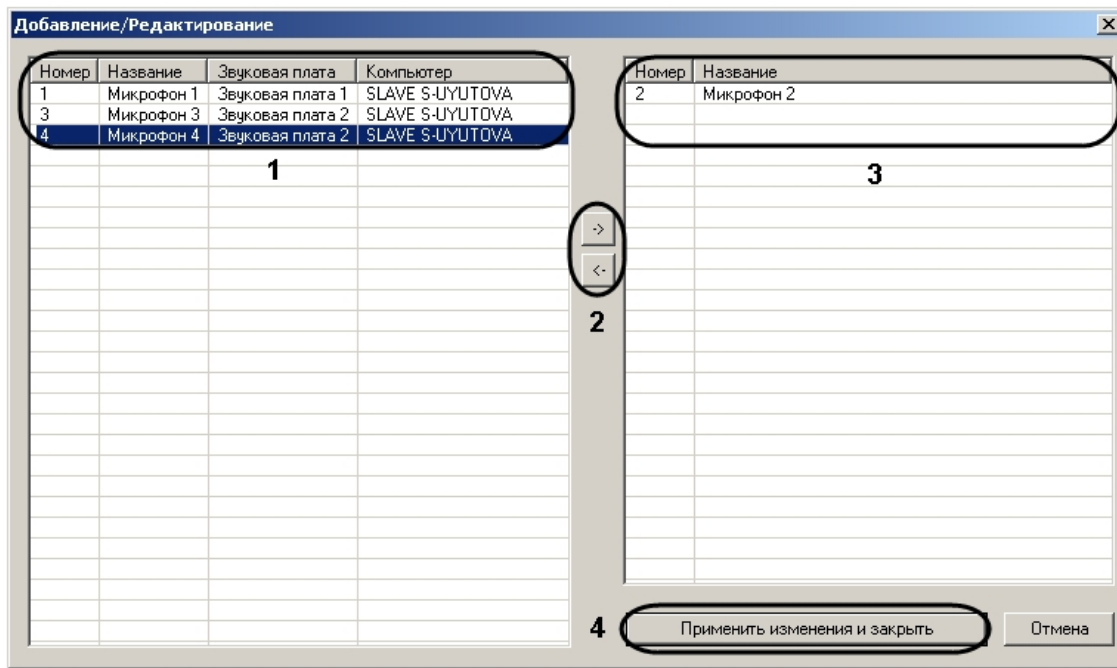 Добавление/Редактирование
Номер Название Звуковая плата Компьютер
1 Микрофон 1 Звуковая плата 1 SLAVE S-UYUTOVA
3 Микрофон 3 Звуковая плата 2 SLAVE S-UYUTOVA
4 Микрофон 4 Звуковая плата 2 SLAVE S-UYUTOVA
1
->
<-
2
Номер Название
2 Микрофон 2
3
4
Применить изменения и закрыть Отмена